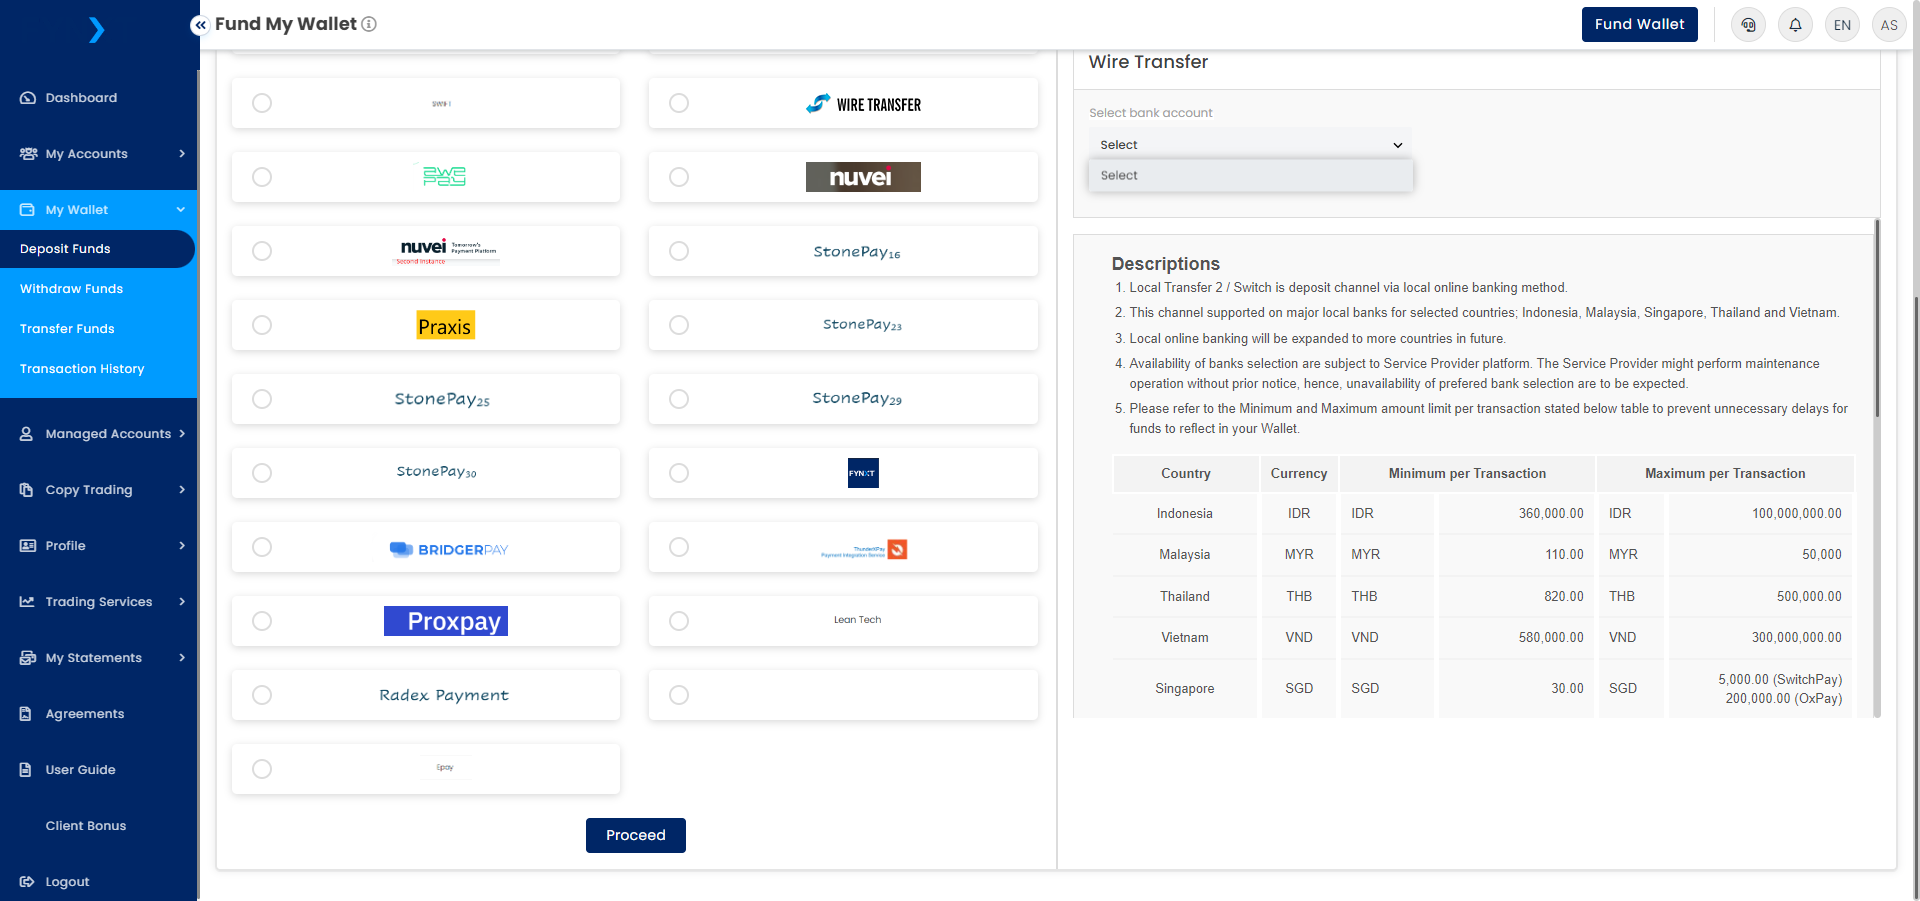 Fund My Wallet
Fund Wallet
EN
AS
Dashboard
My Accounts
My Wallet
Deposit Funds
Withdraw Funds
Transfer Funds
Transaction History
Managed Accounts
Copy Trading
Profile
Trading Services
My Statements
Agreements
User Guide
Client Bonus
Logout
WIRE TRANSFER
nuvei
nuvei Tomorrow's Payment Platform
Second Instance
StonePay16
Praxis
StonePay23
StonePay25
StonePay29
StonePay30
FYNXT
BRIDGERPAY
ThunderXPay
Payment Integration Service
Proxpay
Lean Tech
Radex Payment
Epay
Proceed
Wire Transfer
Select bank account
Select
Select
Descriptions
1. Local Transfer 2 / Switch is deposit channel via local online banking method.
2. This channel supported on major local banks for selected countries; Indonesia, Malaysia, Singapore, Thailand and Vietnam.
3. Local online banking will be expanded to more countries in future.
4. Availability of banks selection are subject to Service Provider platform. The Service Provider might perform maintenance
operation without prior notice, hence, unavailability of prefered bank selection are to be expected.
5. Please refer to the Minimum and Maximum amount limit per transaction stated below table to prevent unnecessary delays for
funds to reflect in your Wallet.
Country Currency Minimum per Transaction Maximum per Transaction
Indonesia IDR IDR 360,000.00 IDR 100,000,000.00
Malaysia MYR MYR 110.00 MYR 50,000
Thailand THB THB 820.00 THB 500,000.00
Vietnam VND VND 580,000.00 VND 300,000,000.00
Singapore SGD SGD 30.00 SGD 5,000.00 (SwitchPay)
200,000.00 (OxPay)